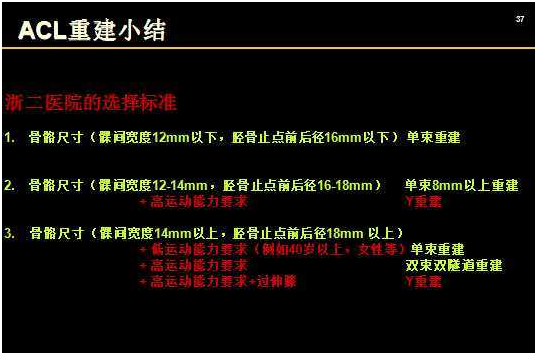 37
ACL重建小结
浙二医院的选择标准
1. 骨骼尺寸（髁间宽度12mm以下，胫骨止点前后径16mm以下） 单束重建
2. 骨骼尺寸（髁间宽度12-14mm，胫骨止点前后径16-18mm） 单束8mm以上重建
+ 高运动能力要求 Y重建
3. 骨骼尺寸（髁间宽度14mm以上，胫骨止点前后径18mm 以上）
+ 低运动能力要求（例如40岁以上，女性等） 单束重建
+ 高运动能力要求 双束双隧道重建
+ 高运动能力要求+过伸膝 Y重建